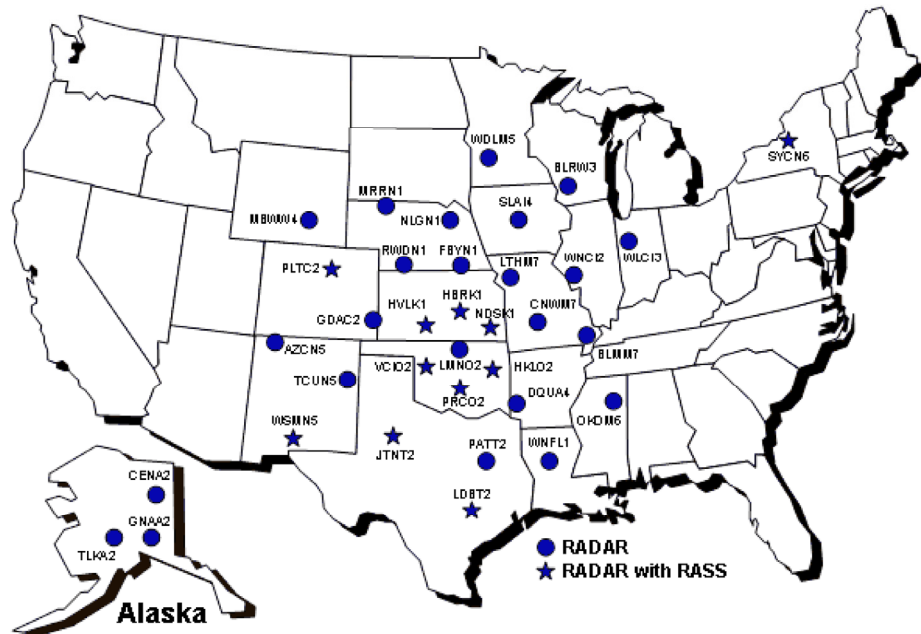 WDLM5
SYCN6
BLRW3
MRRN1
SLAI4
MBWW4
NLGN1
WLCI3
RWDN1
FBYN1
LTHM7
WNCI2
PLTC2
HVLK1
HBRK1
NDSK1
CNWM7
GDAC2
AZCN5
BLMM7
VCIO2
LMNO2
HKLO2
TCUN5
PRCO2
DQUA4
WSMN5
OKOM6
JTNT2
PATT2
WNFL1
CENA2
LDBT2
GNAA2
TLKA2
RADAR
RADAR with RASS
Alaska